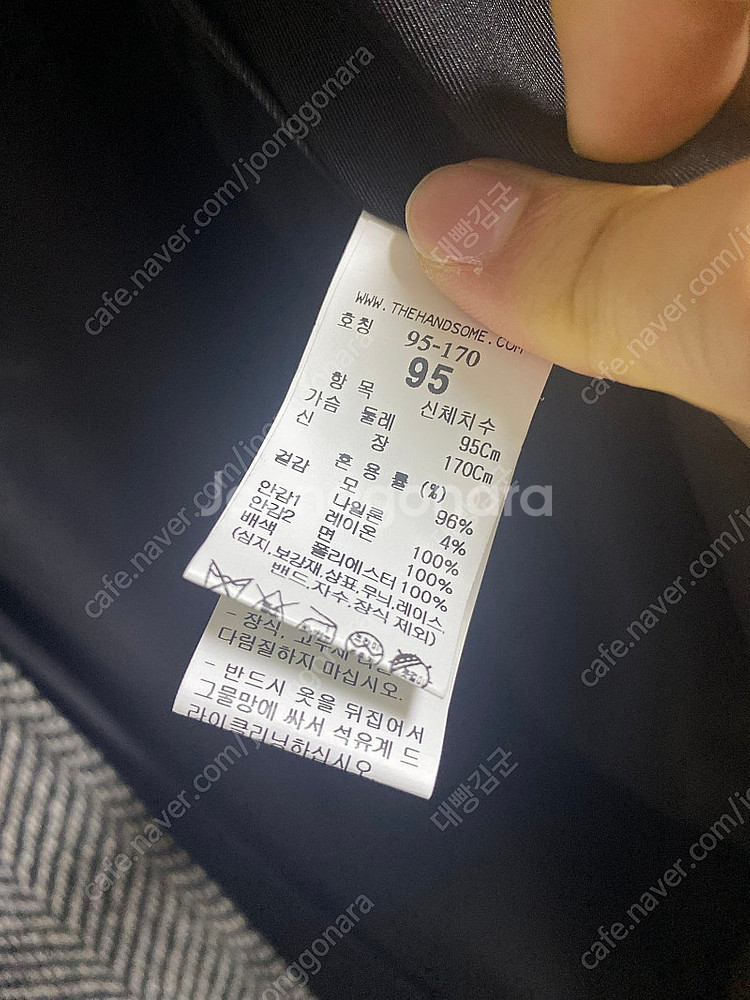 WWW.THEHANDSOME.COM
호칭 95-170
95
항 목 신체치수
가슴 둘레 95Cm
신 장 170Cm
혼 용 률 (%)
겉감 모 96%
나일론 4%
안감1 레이온 100%
안감2 면 100%
배색 폴리에스터 100%
(심지,보강재,상표,무늬,레이스,
밴드,자수,장식 제외)
- 장식,
다림질하지 마십시오.
- 반드시 옷을 뒤집어서
그물망에 싸서 석유계 드
라이클리닝하십시오
Joonggonara
cafe.naver.com/joonggonara
대빵김군